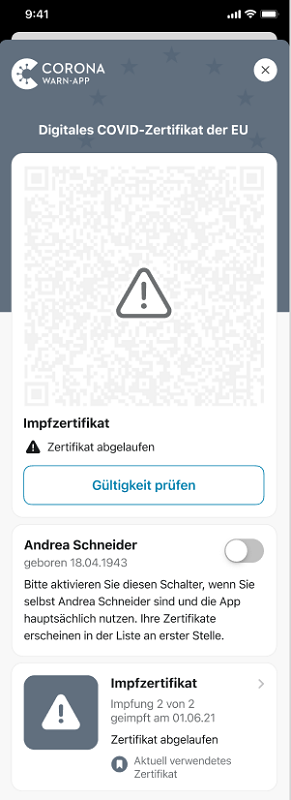 9:41
CORONA
WARN-APP
Digitales COVID-Zertifikat der EU
Impfzertifikat
Zertifikat abgelaufen
Gültigkeit prüfen
Andrea Schneider
geboren 18.04.1943
Bitte aktivieren Sie diesen Schalter, wenn Sie
selbst Andrea Schneider sind und die App
hauptsächlich nutzen. Ihre Zertifikate
erscheinen in der Liste an erster Stelle.
Impfzertifikat
Impfung 2 von 2
geimpft am 01.06.21
Zertifikat abgelaufen
Aktuell verwendetes
Zertifikat